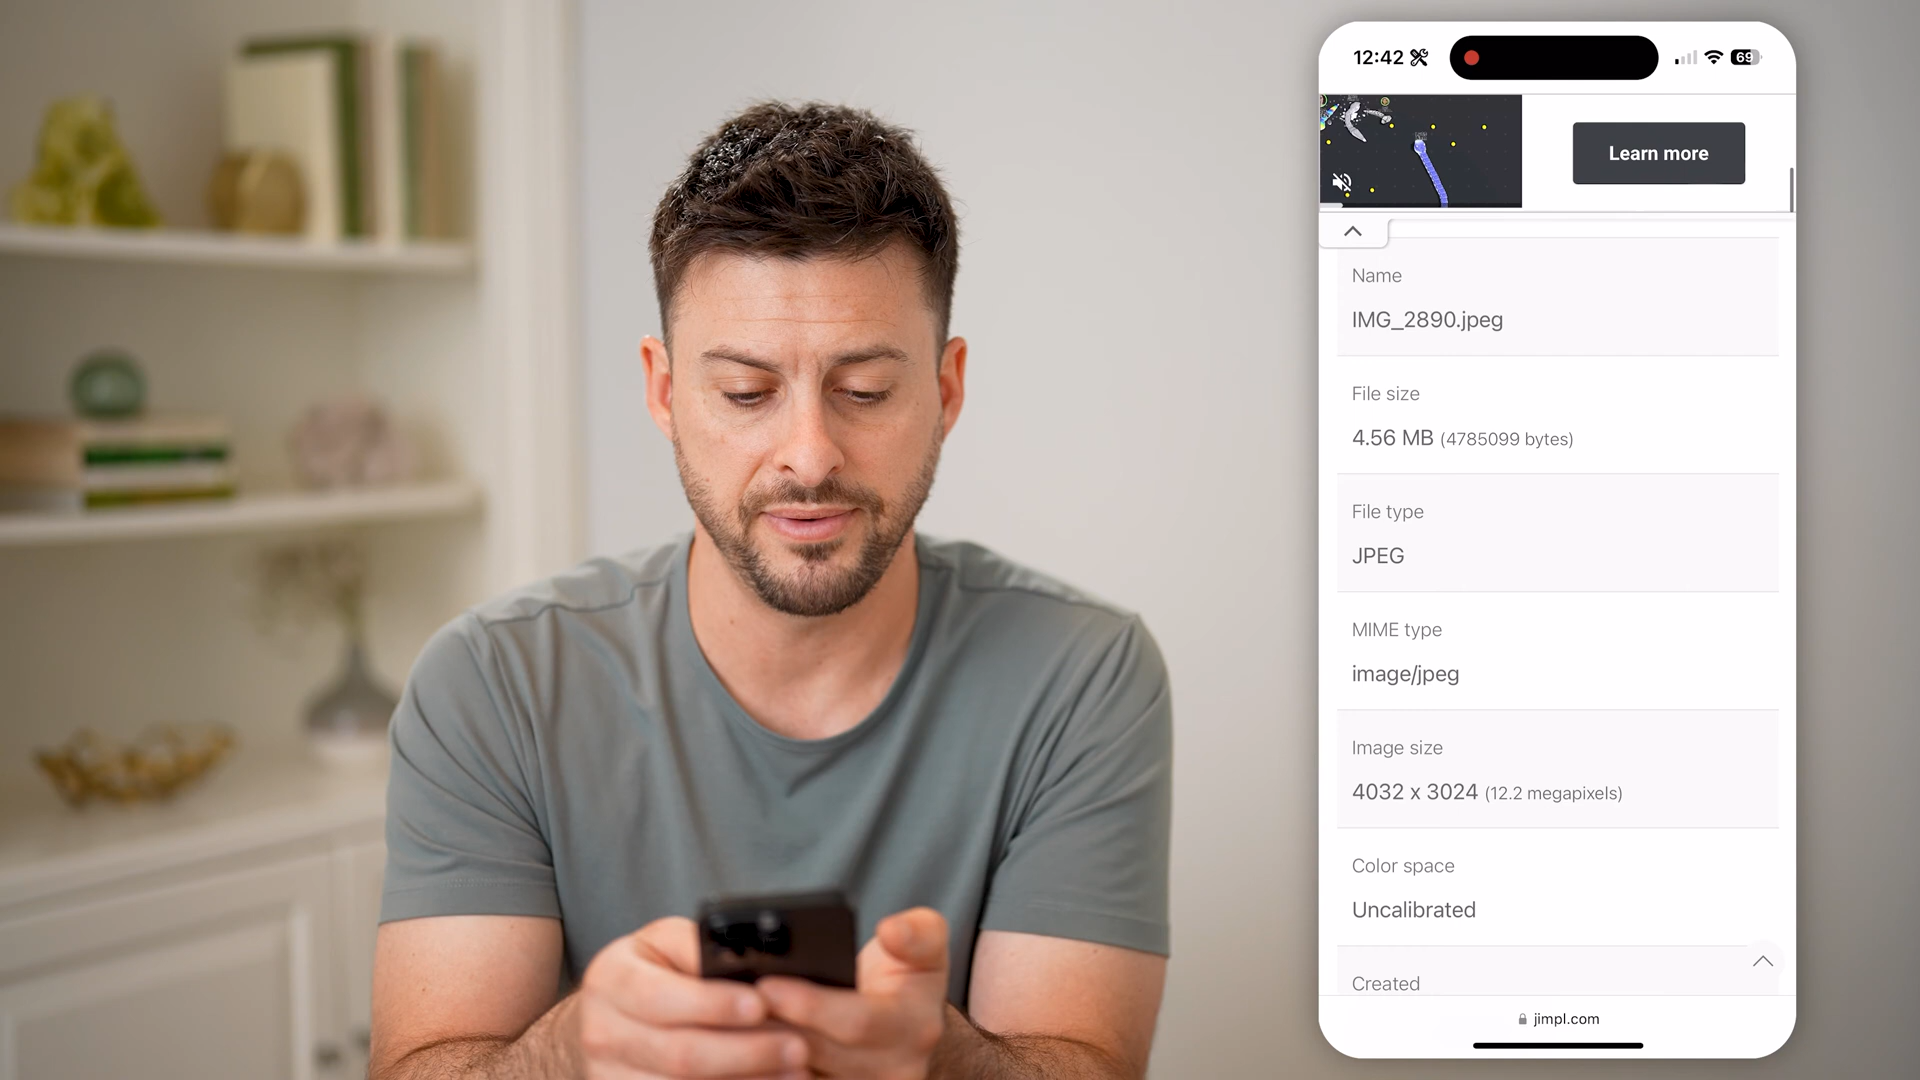 12:42
69
Learn more
Name
IMG_2890.jpeg
File size
4.56 MB (4785099 bytes)
File type
JPEG
MIME type
image/jpeg
Image size
4032 x 3024 (12.2 megapixels)
Color space
Uncalibrated
Created
jimpl.com